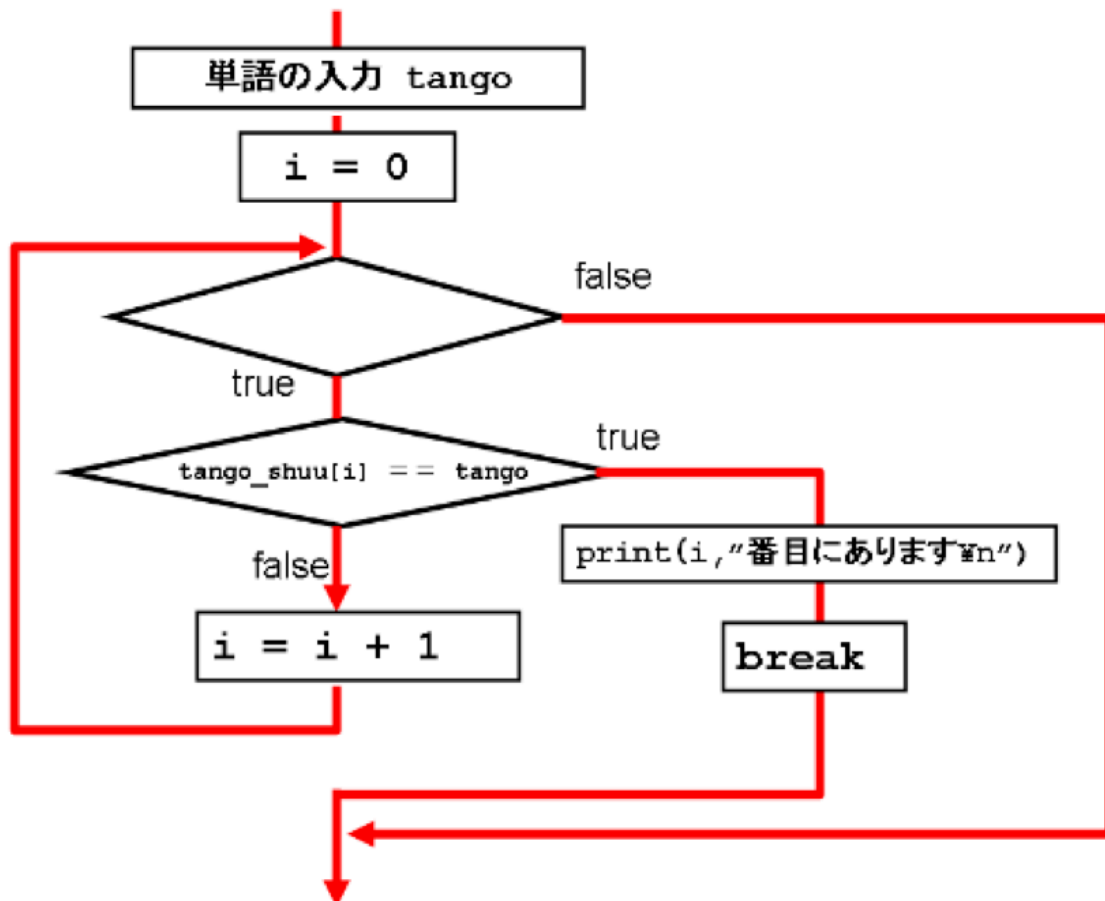 単語の入力 tango
i = 0
false
true
tango_shuu[i] == tango
true
false
print(i,"番目にあります¥n")
i = i + 1
break